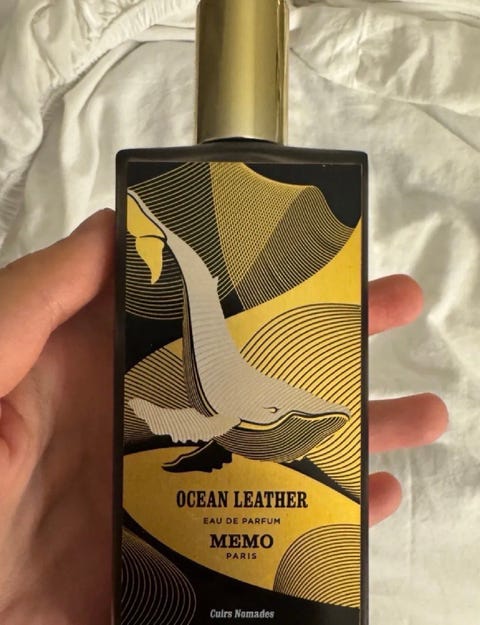 OCEAN LEATHER
EAU DE PARFUM
MEMO
PARIS
Cuirs Nomades